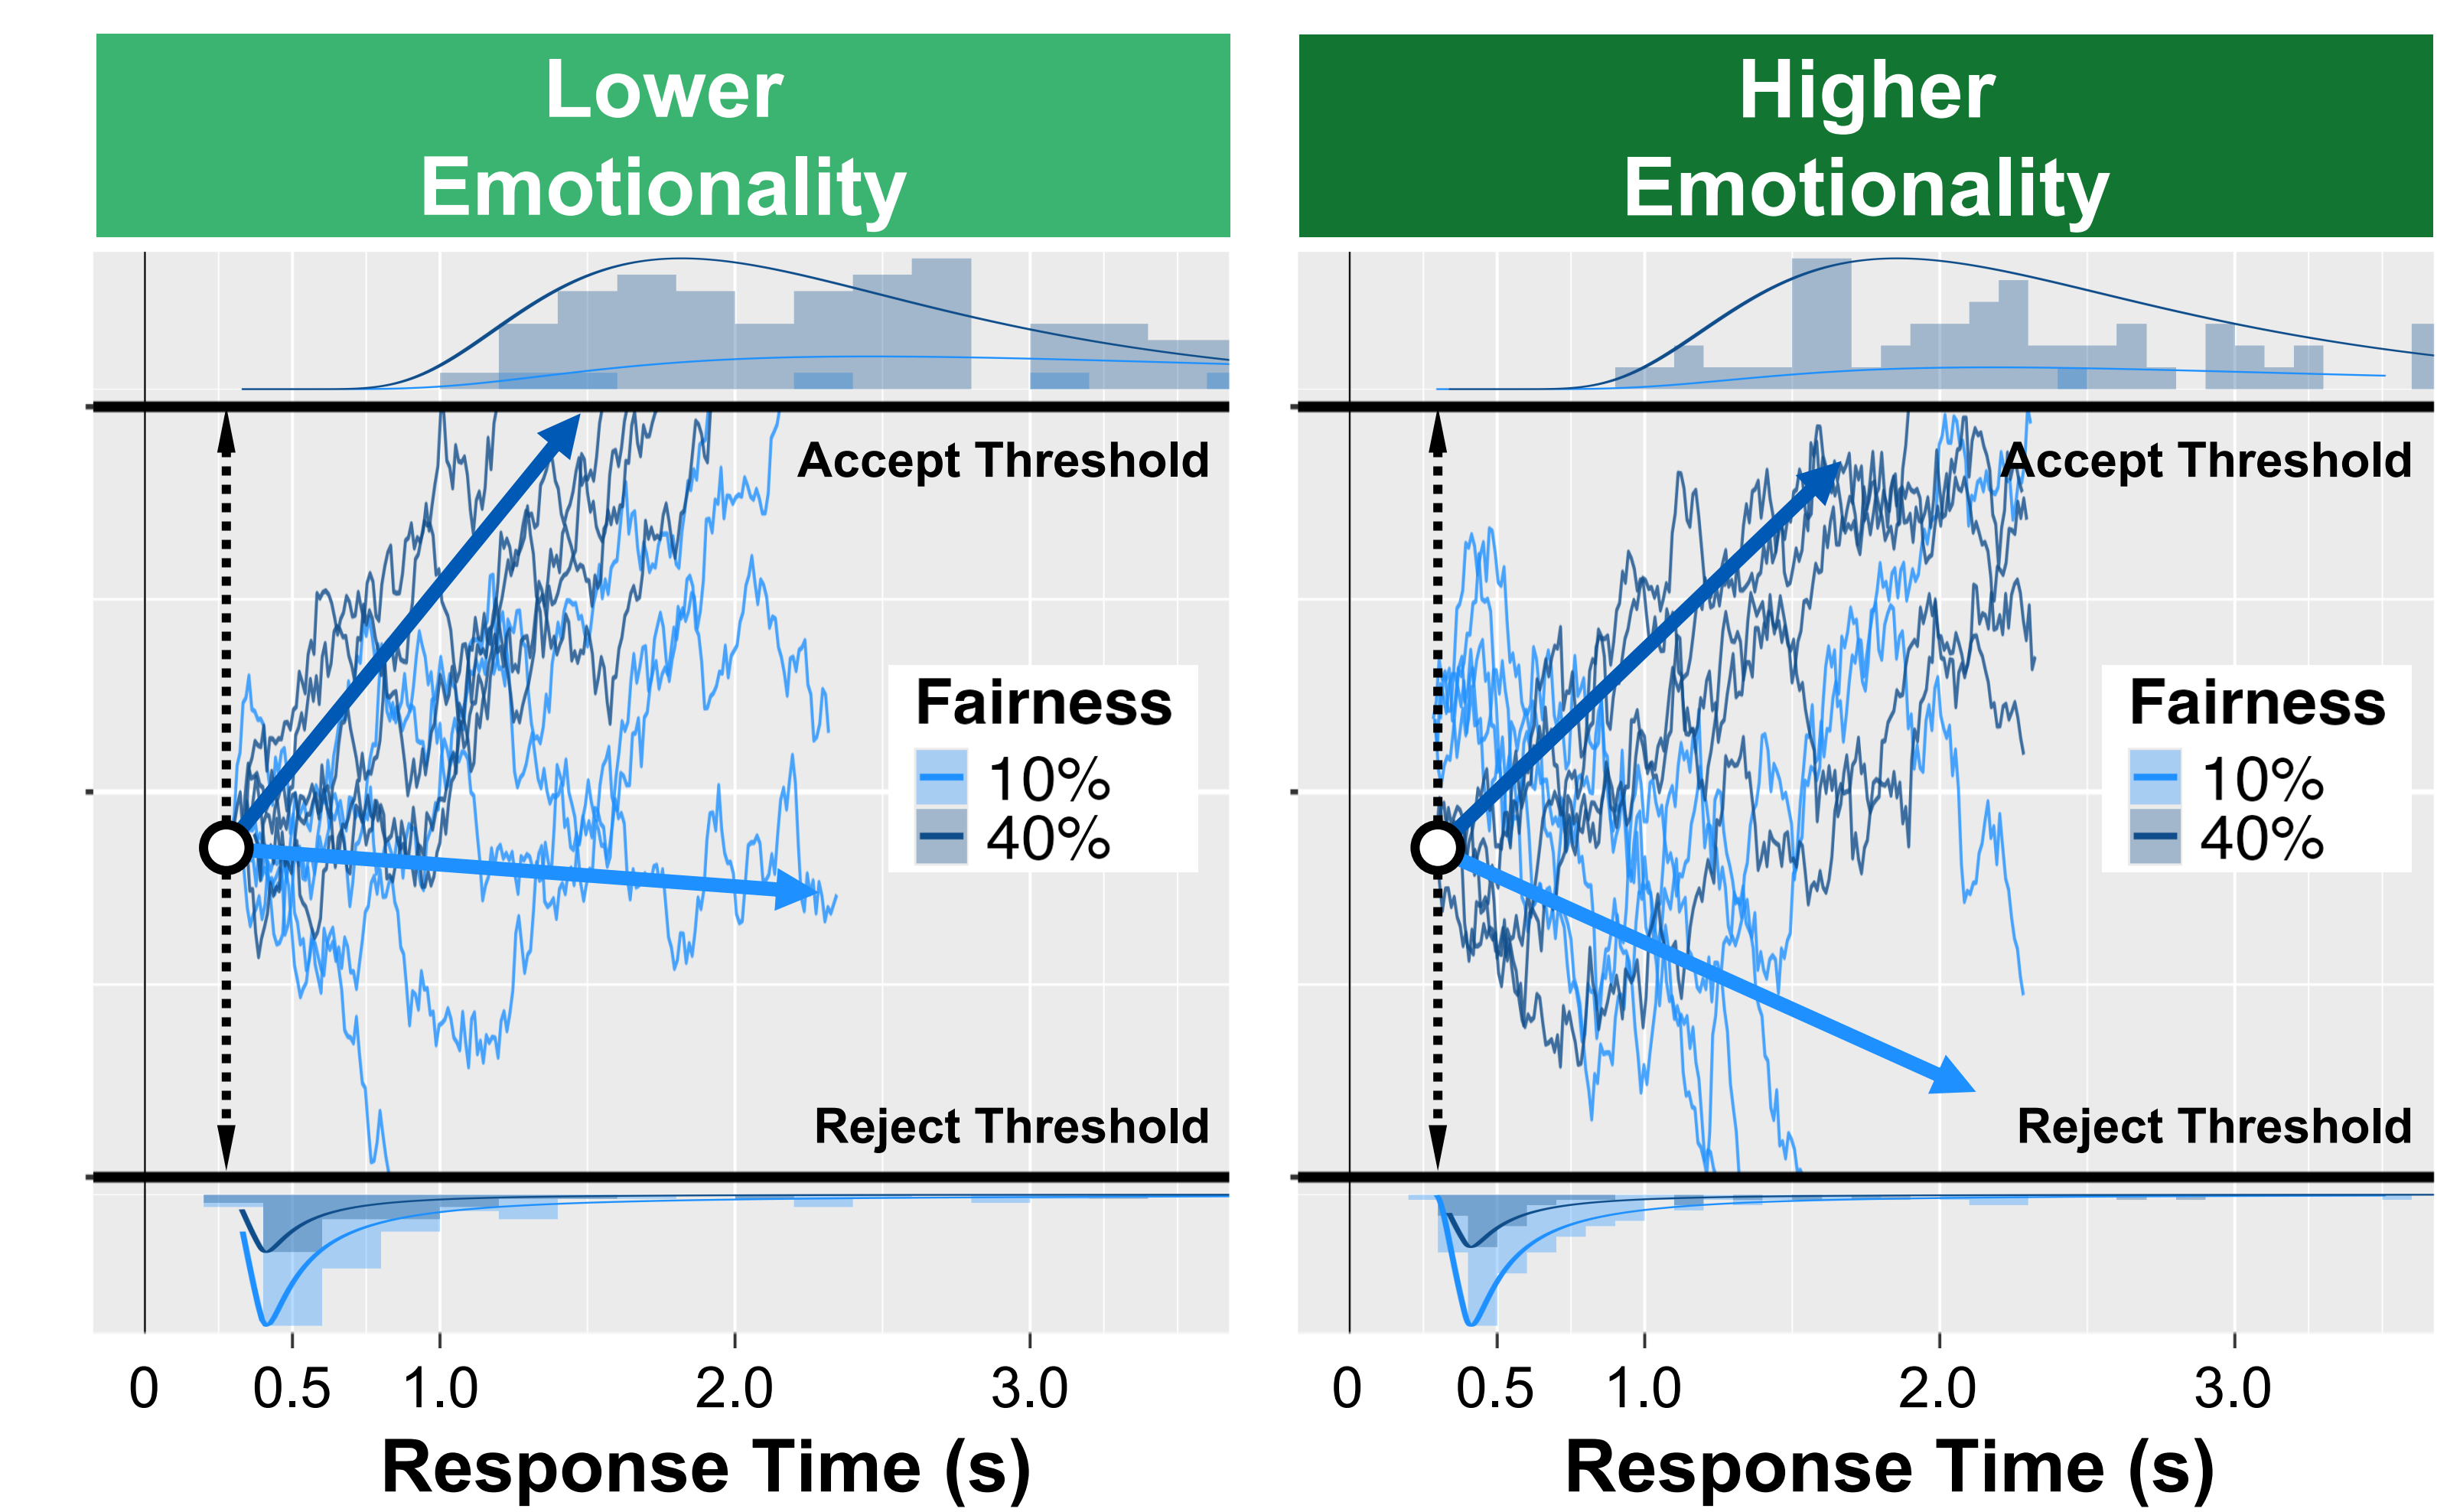 Lower
Emotionality
Accept Threshold
Fairness
10%
40%
Reject Threshold
0 0.5 1.0 2.0 3.0
Response Time (s)
Higher
Emotionality
Accept Threshold
Fairness
10%
40%
Reject Threshold
0 0.5 1.0 2.0 3.0
Response Time (s)